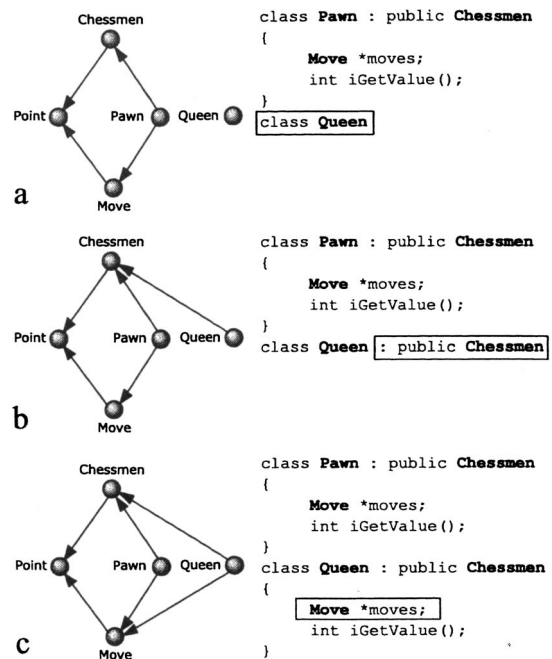 Chessmen
Point
Pawn
Queen
Move
a
class Pawn : public Chessmen
{
Move *moves;
int iGetValue();
}
class Queen
Chessmen
Point
Pawn
Queen
Move
b
class Pawn : public Chessmen
{
Move *moves;
int iGetValue();
}
class Queen : public Chessmen
Chessmen
Point
Pawn
Queen
Move
c
class Pawn : public Chessmen
{
Move *moves;
int iGetValue();
}
class Queen : public Chessmen
{
Move *moves;
int iGetValue();
}